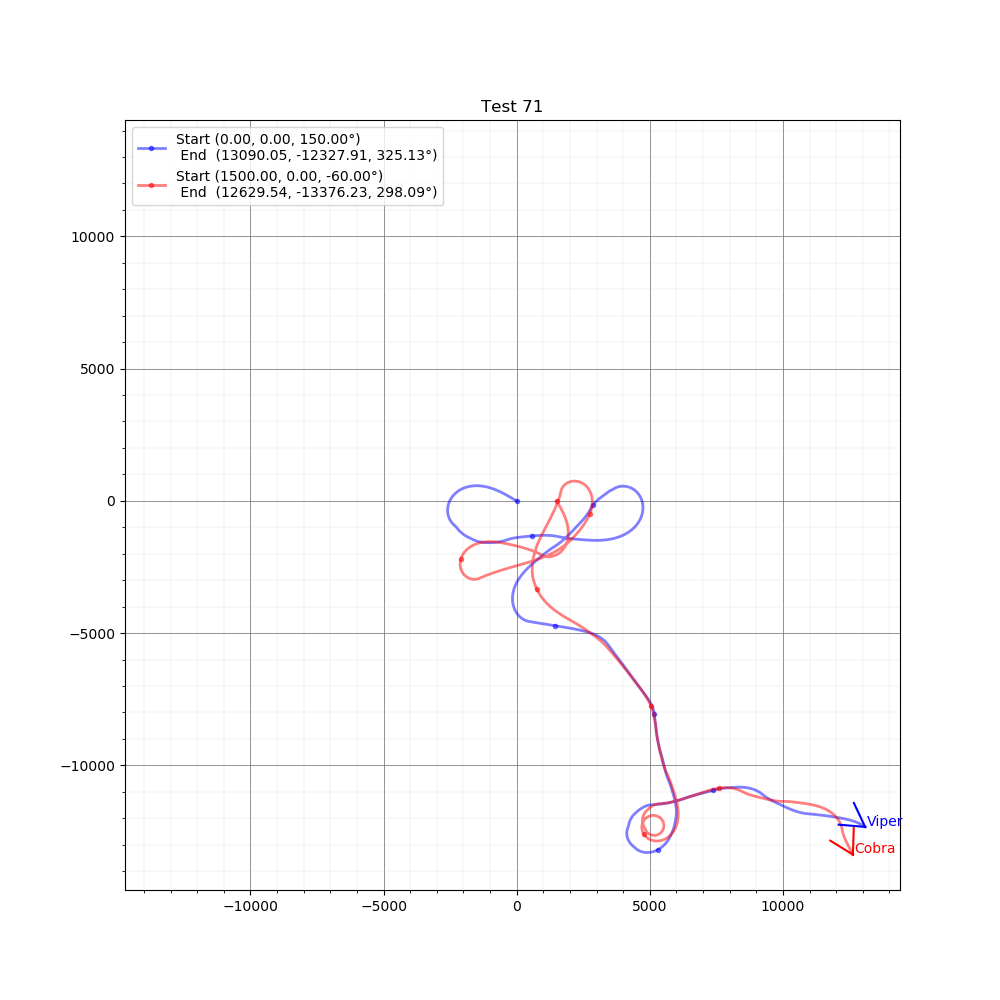 Test 71
Start (0.00, 0.00, 150.00°)
End  (13090.05, -12327.91, 325.13°)
Start (1500.00, 0.00, -60.00°)
End  (12629.54, -13376.23, 298.09°)
10000
5000
0
−5000
−10000
Viper
Cobra
−10000
−5000
0
5000
10000